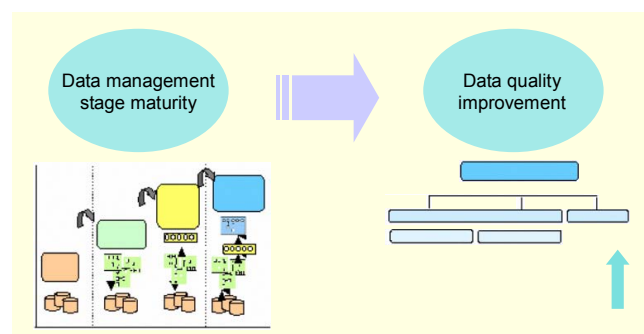 Data management
stage maturity
Data quality
improvement